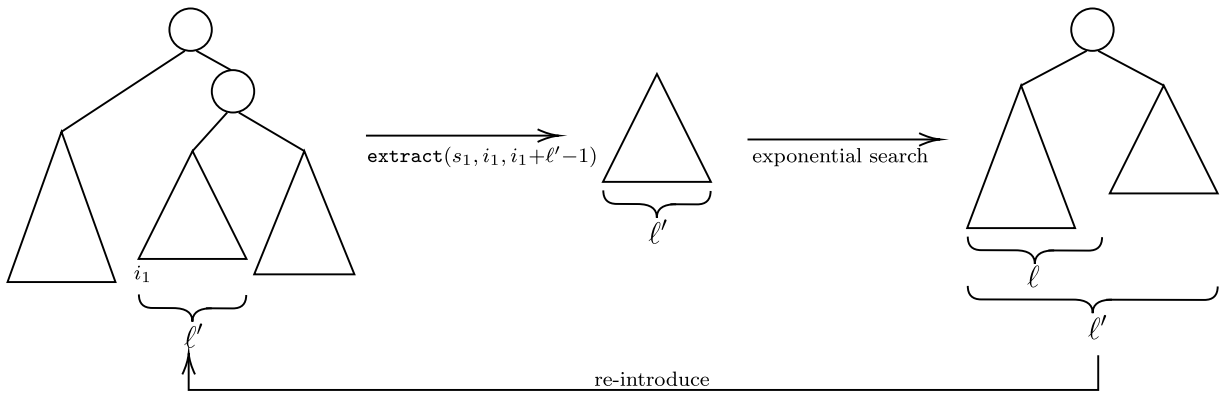 extract(s₁, i₁, i₁+ℓ′−1)
exponential search
ℓ′
i₁
ℓ
ℓ′
ℓ′
re-introduce